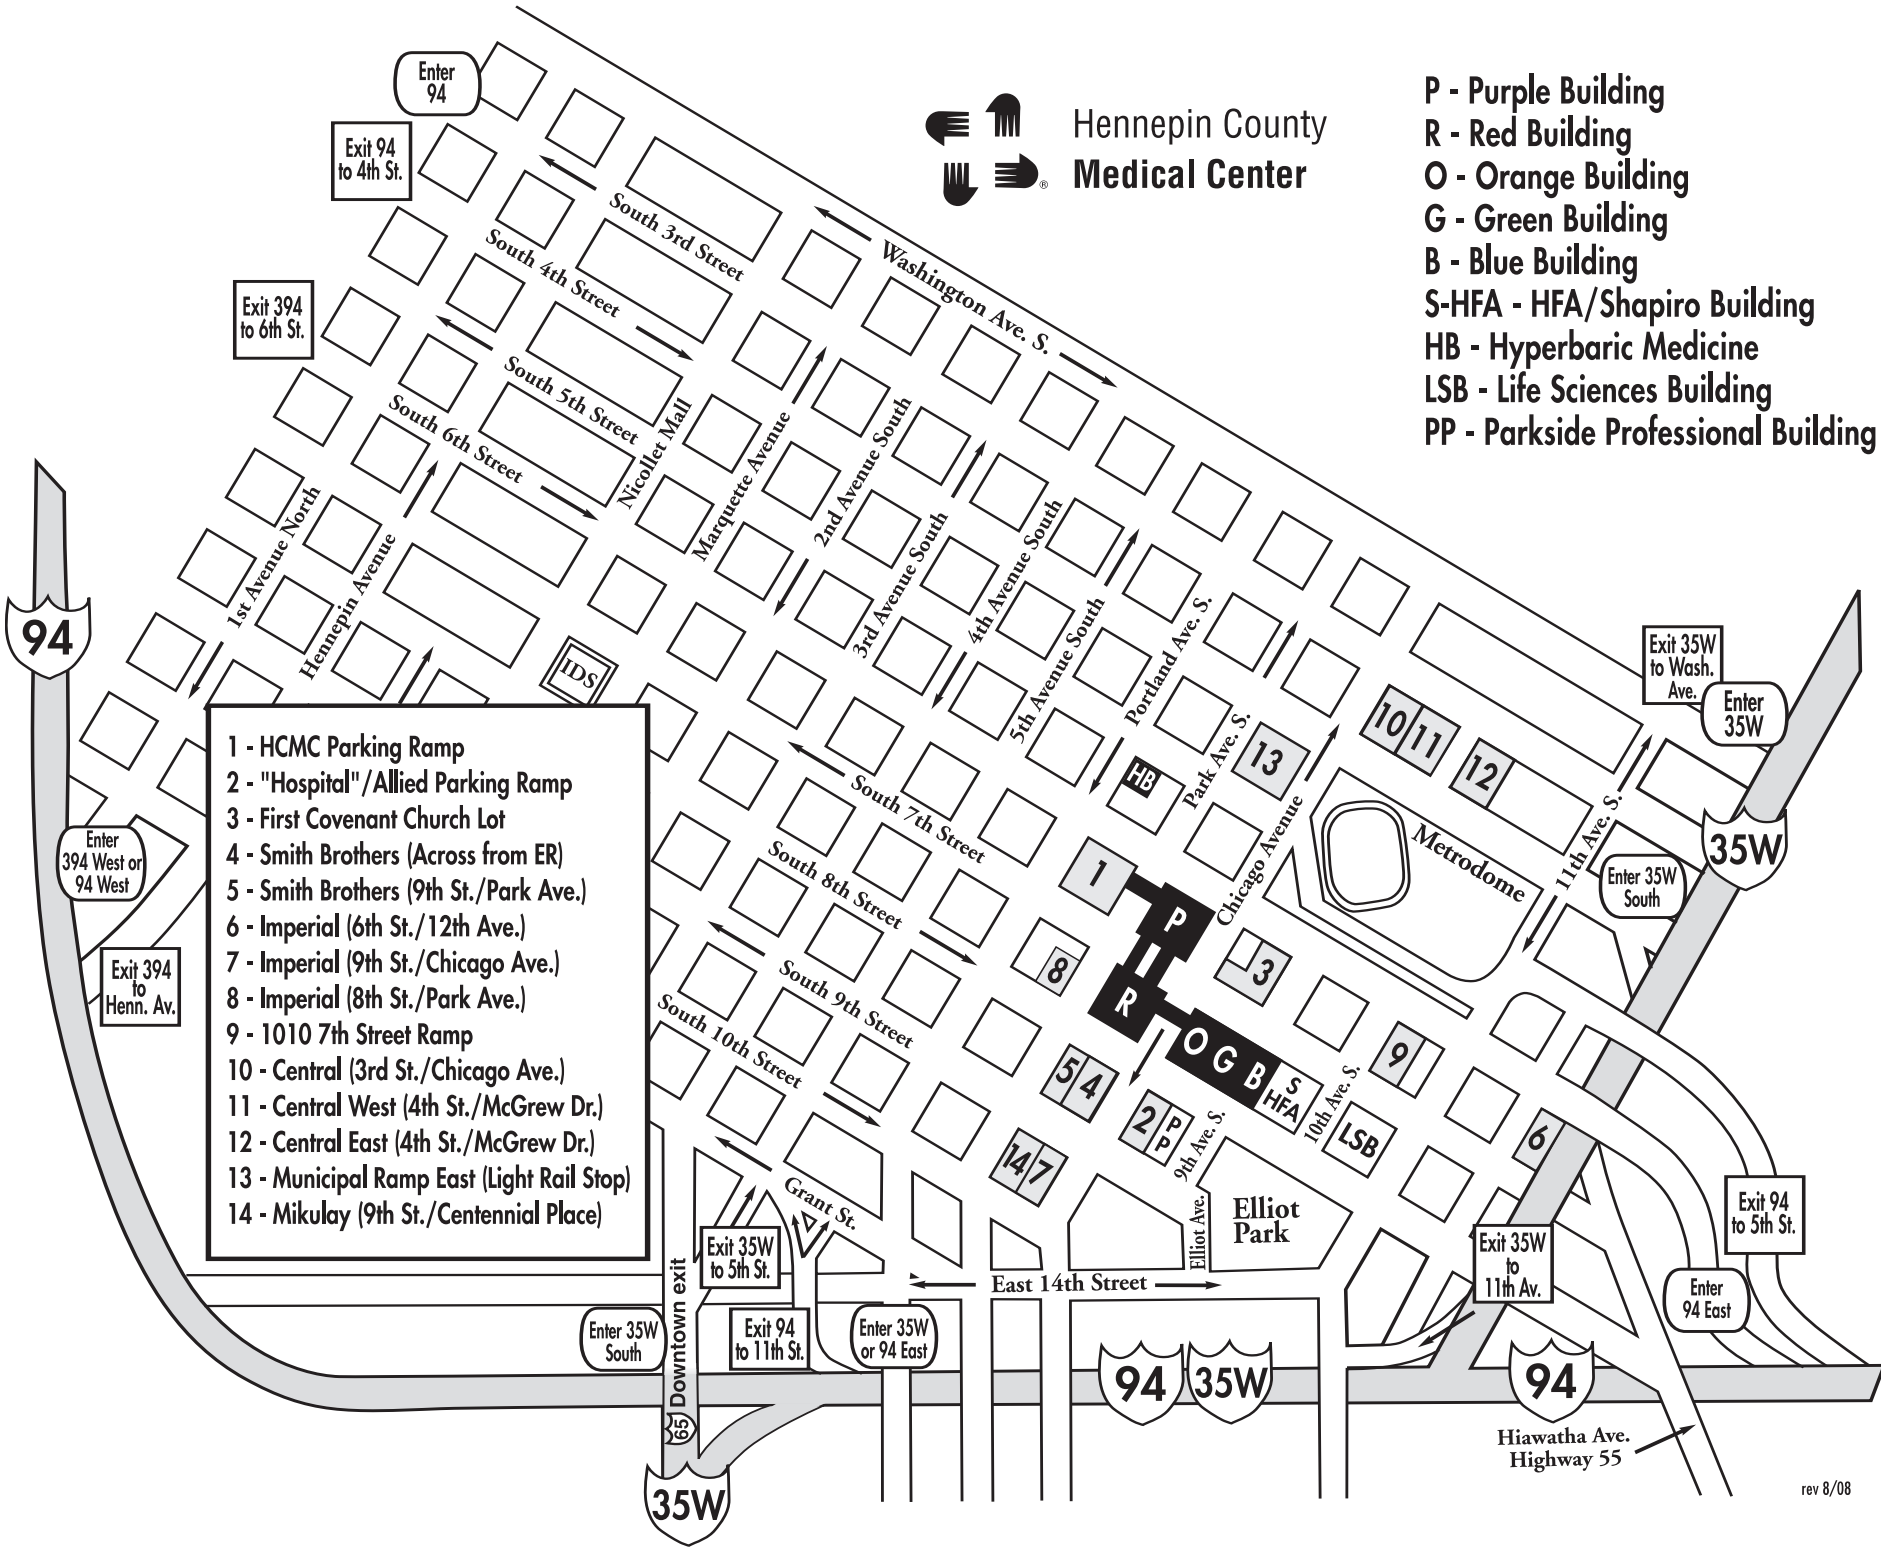 Hennepin County
Medical Center
®
P - Purple Building
R - Red Building
O - Orange Building
G - Green Building
B - Blue Building
S-HFA - HFA/Shapiro Building
HB - Hyperbaric Medicine
LSB - Life Sciences Building
PP - Parkside Professional Building
Enter
94
Exit 94
to 4th St.
Exit 394
to 6th St.
South 3rd Street
South 4th Street
South 5th Street
South 6th Street
Washington Ave. S.
Nicollet Mall
Marquette Avenue
2nd Avenue South
3rd Avenue South
4th Avenue South
5th Avenue South
Portland Ave. S.
Park Ave. S.
Chicago Avenue
11th Ave. S.
1st Avenue North
Hennepin Avenue
94
IDS
Exit 35W
to Wash.
Ave.
Enter
35W
35W
Enter 35W
South
10
11
12
13
HB
Metrodome
South 7th Street
South 8th Street
South 9th Street
South 10th Street
1
P
8
R
3
O
G
B
S
HFA
9
5
4
2
P
P
14
7
LSB
6
9th Ave. S.
10th Ave. S.
Elliot Ave.
Elliot
Park
1 - HCMC Parking Ramp
2 - "Hospital"/Allied Parking Ramp
3 - First Covenant Church Lot
4 - Smith Brothers (Across from ER)
5 - Smith Brothers (9th St./Park Ave.)
6 - Imperial (6th St./12th Ave.)
7 - Imperial (9th St./Chicago Ave.)
8 - Imperial (8th St./Park Ave.)
9 - 1010 7th Street Ramp
10 - Central (3rd St./Chicago Ave.)
11 - Central West (4th St./McGrew Dr.)
12 - Central East (4th St./McGrew Dr.)
13 - Municipal Ramp East (Light Rail Stop)
14 - Mikulay (9th St./Centennial Place)
Enter
394 West or
94 West
Exit 394
to
Henn. Av.
Grant St.
Exit 35W
to 5th St.
East 14th Street
Exit 35W
to
11th Av.
Exit 94
to 5th St.
Enter
94 East
Enter 35W
South
Downtown exit
65
Exit 94
to 11th St.
Enter 35W
or 94 East
94
35W
94
35W
Hiawatha Ave.
Highway 55
rev 8/08